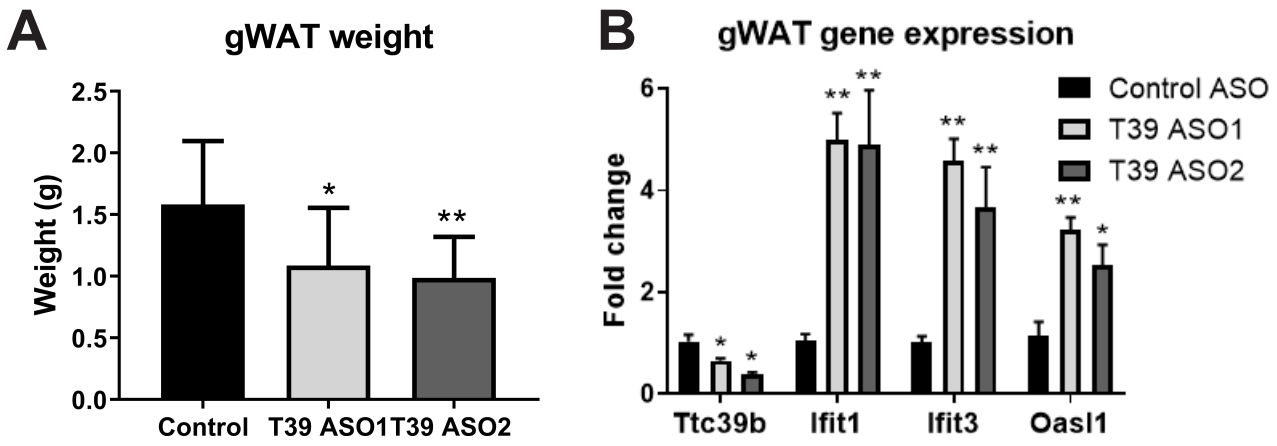 A
gWAT weight
Weight (g)
2.5
2.0
1.5
1.0
0.5
0.0
*
**
Control
T39 ASO1
T39 ASO2
B
gWAT gene expression
Fold change
6
4
2
0
*
*
**
**
**
**
**
*
Ttc39b
Ifit1
Ifit3
Oasl1
Control ASO
T39 ASO1
T39 ASO2